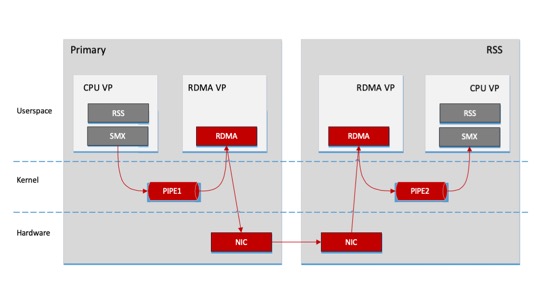 Primary
RSS
CPU VP
RDMA VP
RDMA VP
CPU VP
Userspace
RSS
RSS
SMX
RDMA
RDMA
SMX
Kernel
PIPE1
PIPE2
Hardware
NIC
NIC